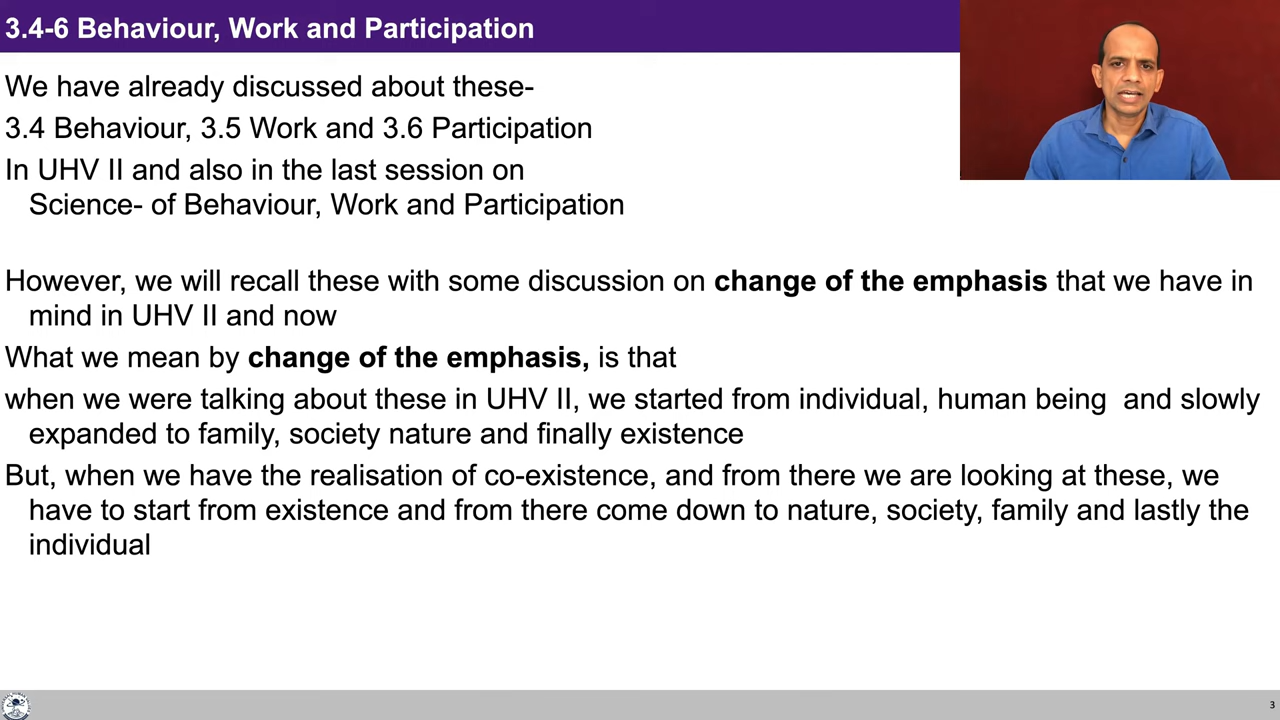 3.4-6 Behaviour, Work and Participation
We have already discussed about these-
3.4 Behaviour, 3.5 Work and 3.6 Participation
In UHV II and also in the last session on
Science- of Behaviour, Work and Participation
However, we will recall these with some discussion on change of the emphasis that we have in
mind in UHV II and now
What we mean by change of the emphasis, is that
when we were talking about these in UHV II, we started from individual, human being and slowly
expanded to family, society nature and finally existence
But, when we have the realisation of co-existence, and from there we are looking at these, we
have to start from existence and from there come down to nature, society, family and lastly the
individual
3